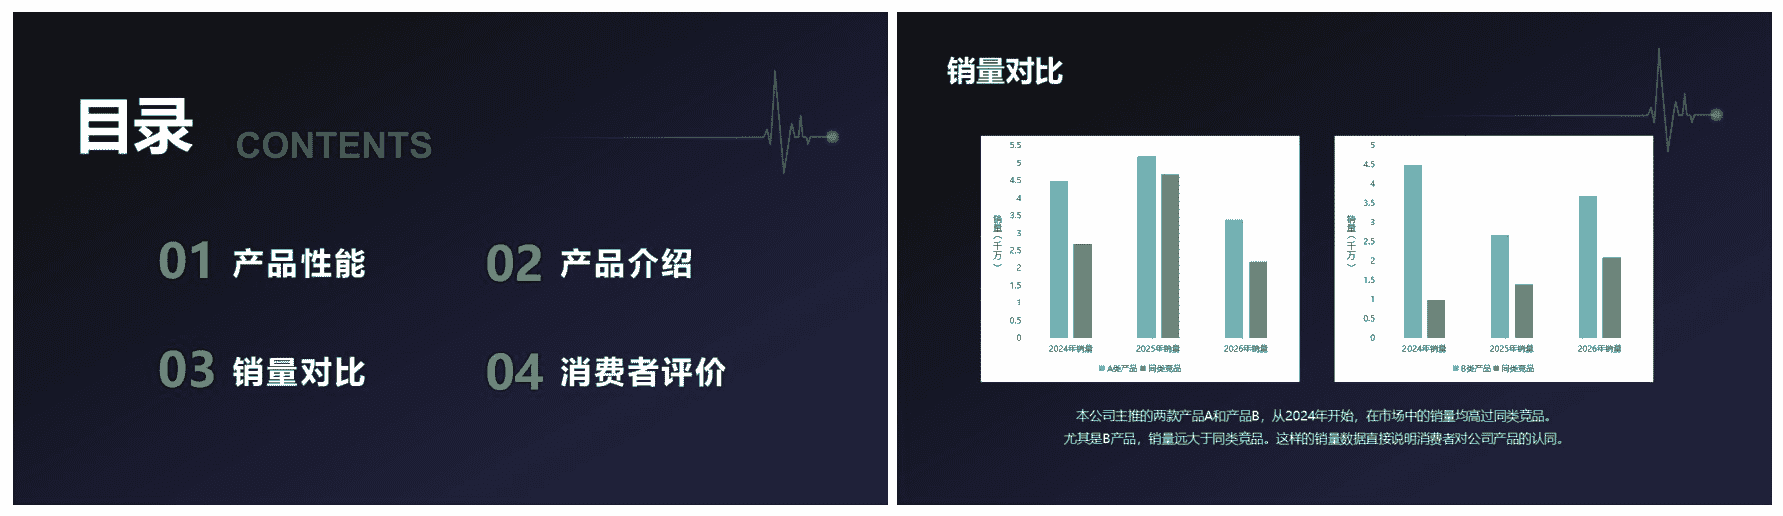 目录 CONTENTS
01 产品性能
02 产品介绍
03 销量对比
04 消费者评价
销量对比
5.5
5
4.5
4
3.5
3
2.5
2
1.5
1
0.5
0
销量（千万）
2024年销量 2025年销量 2026年销量
A类产品 同类竞品
5
4.5
4
3.5
3
2.5
2
1.5
1
0.5
0
销量（千万）
2024年销量 2025年销量 2026年销量
B类产品 同类竞品
本公司主推的两款产品A和产品B，从2024年开始，在市场中的销量均高过同类竞品。
尤其是B产品，销量远大于同类竞品。这样的销量数据直接说明消费者对公司产品的认同。